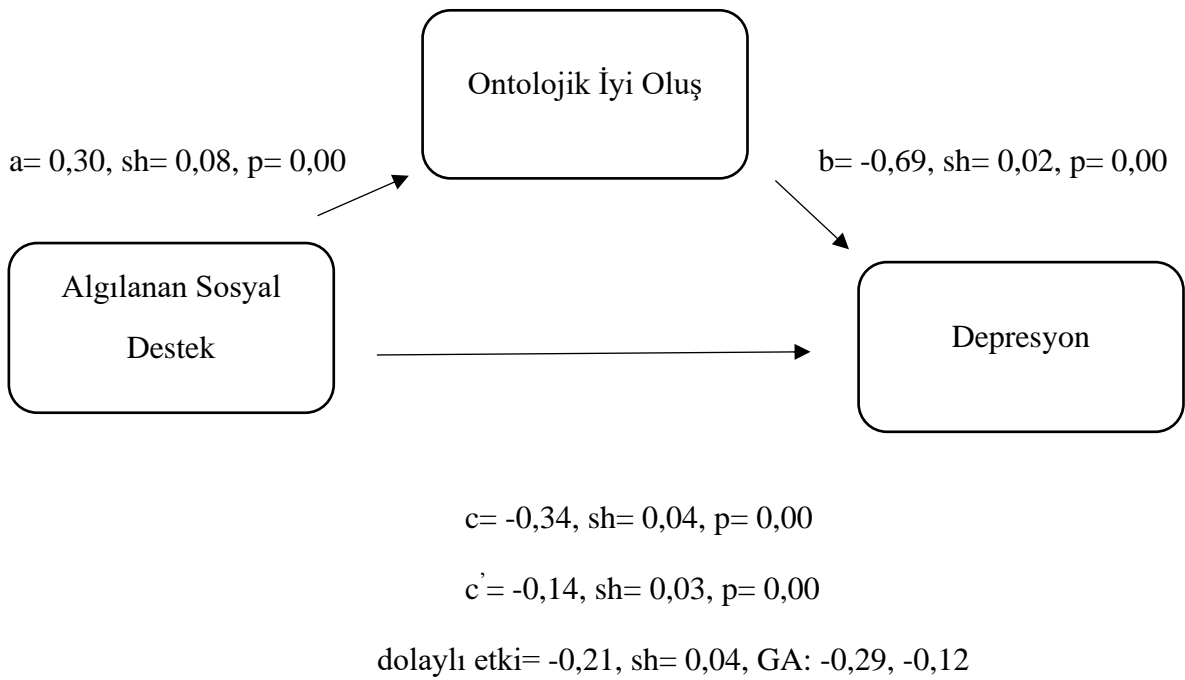 Ontolojik İyi Oluş
a= 0,30, sh= 0,08, p= 0,00
b= -0,69, sh= 0,02, p= 0,00
Algılanan Sosyal
Destek
Depresyon
c= -0,34, sh= 0,04, p= 0,00
c’= -0,14, sh= 0,03, p= 0,00
dolaylı etki= -0,21, sh= 0,04, GA: -0,29, -0,12